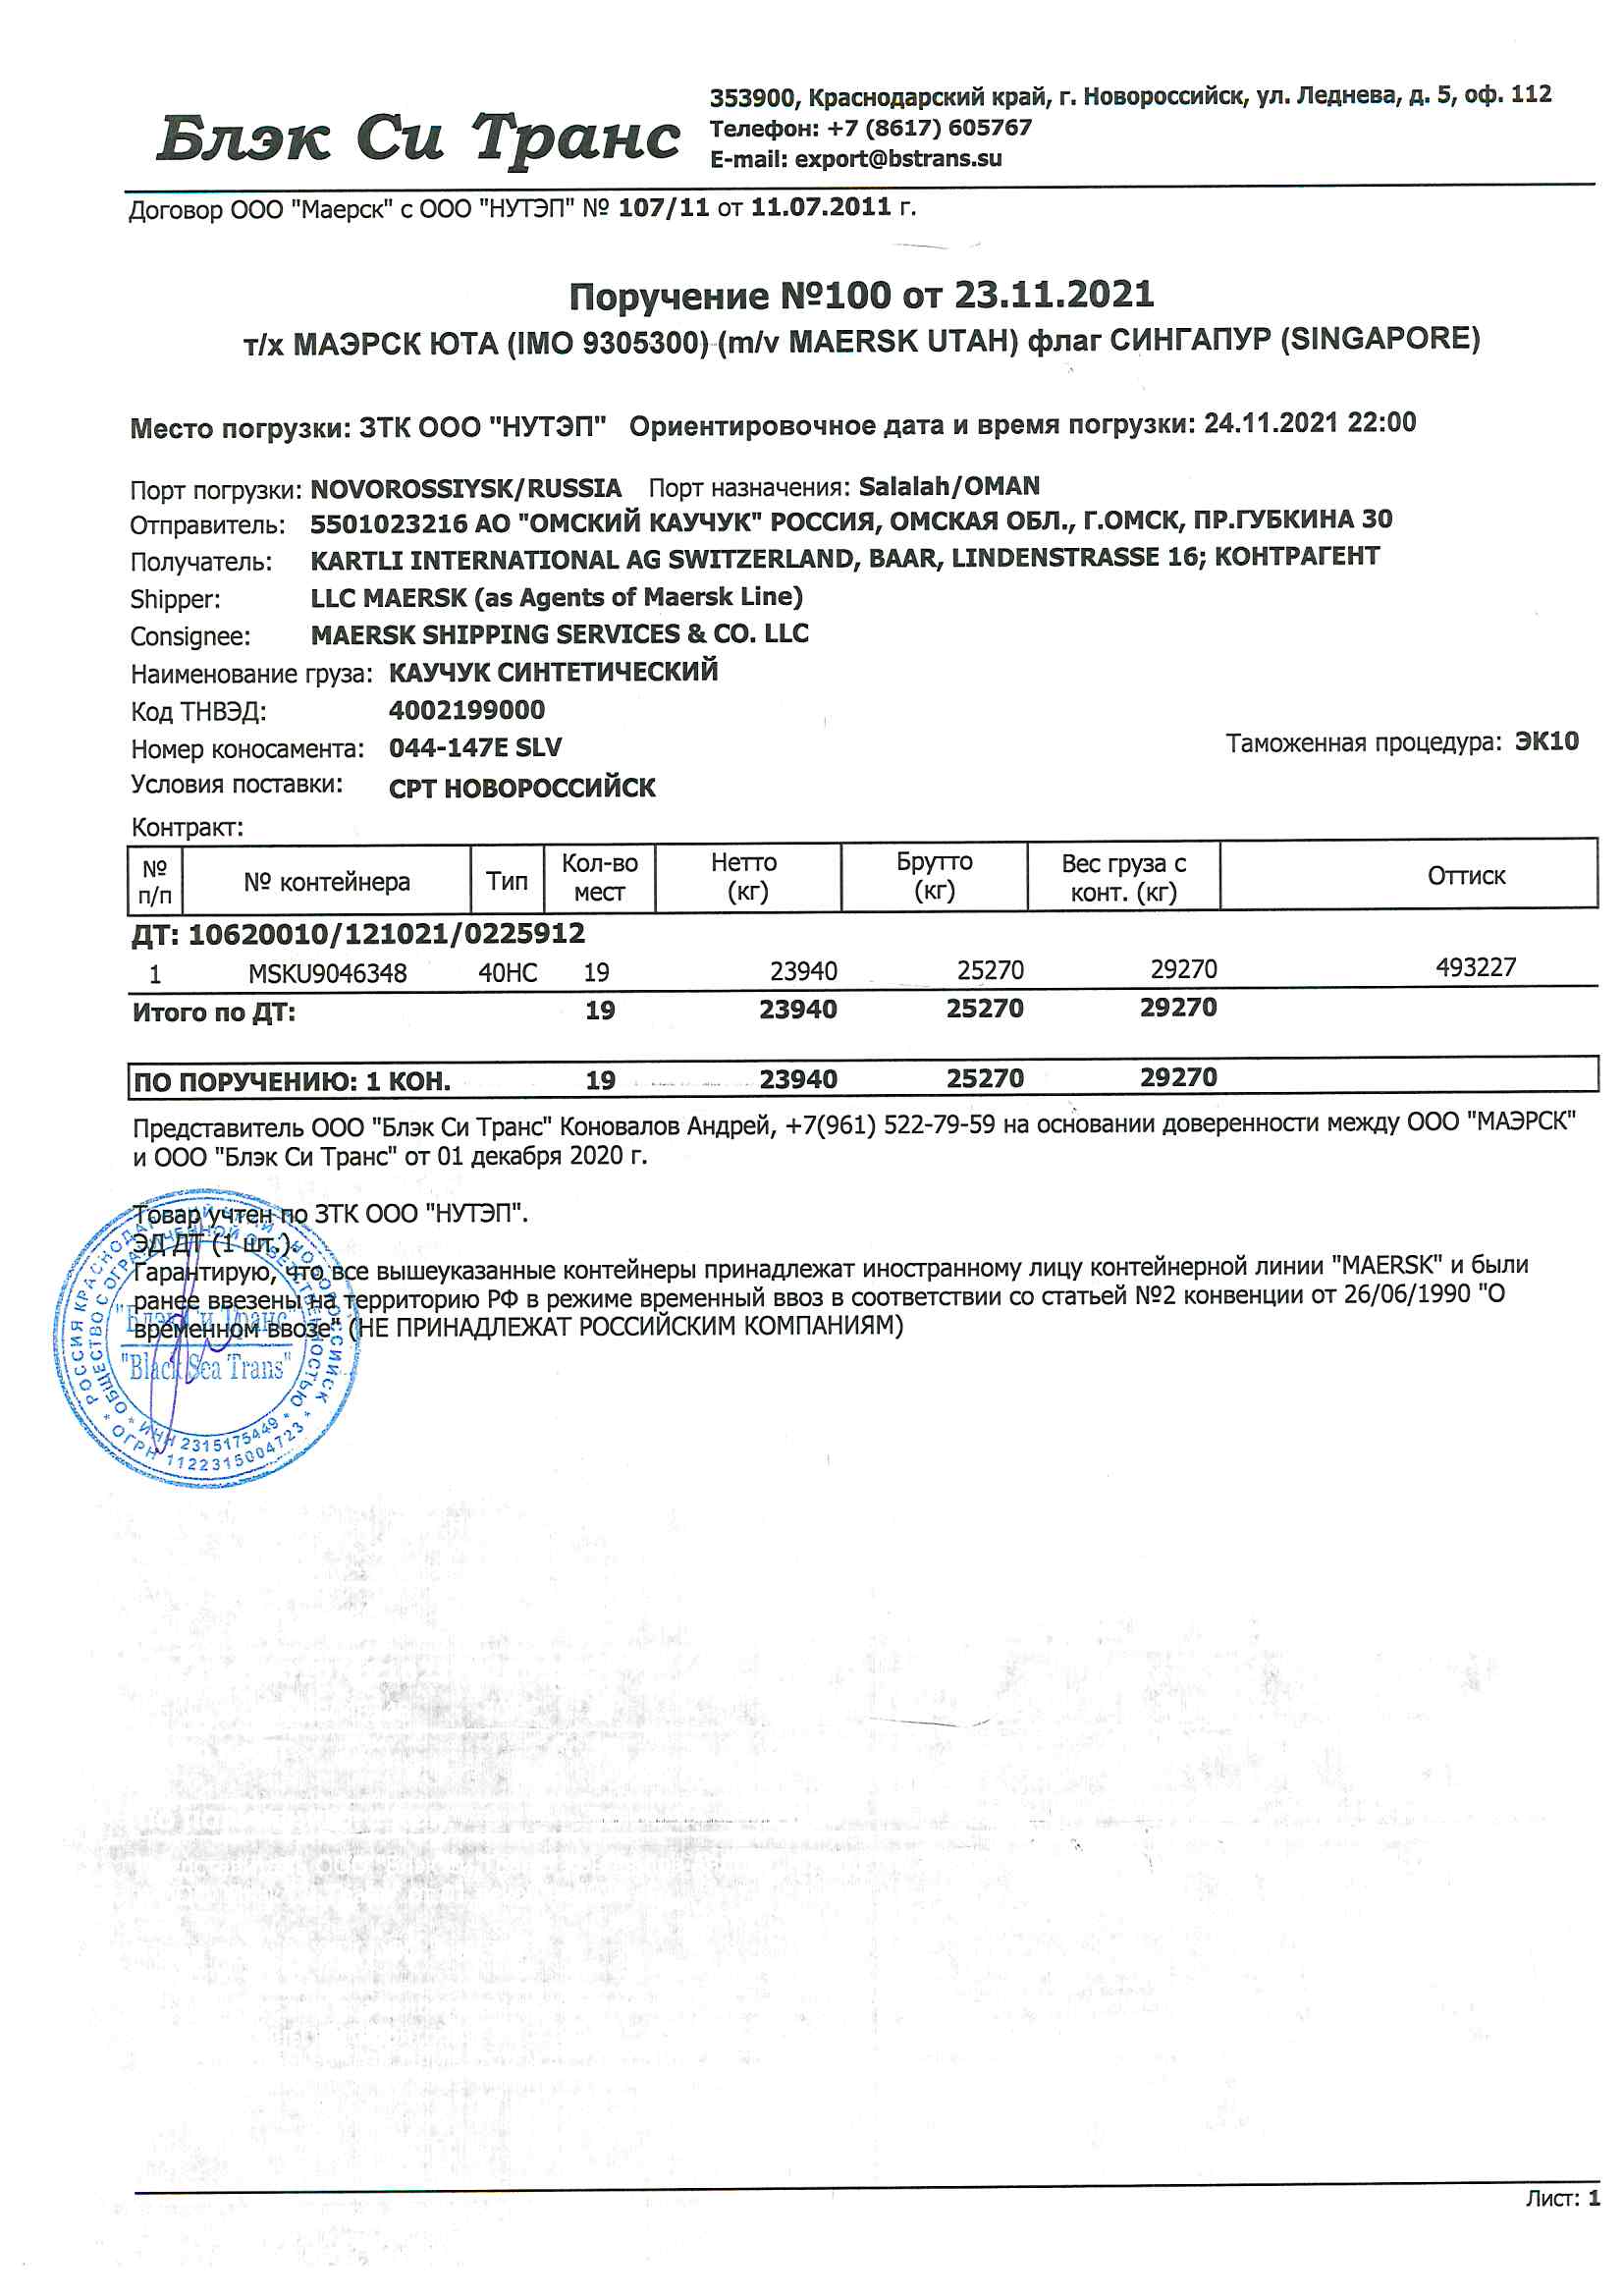 Блэк Си Транс
353900, Краснодарский край, г. Новороссийск, ул. Леднева, д. 5, оф. 112
Телефон: +7 (8617) 605767
E-mail: export@bstrans.su
Договор ООО "Маерск" с ООО "НУТЭП" № 107/11 от 11.07.2011 г.
Поручение №100 от 23.11.2021
т/х МАЭРСК ЮТА (IMO 9305300) (m/v MAERSK UTAH) флаг СИНГАПУР (SINGAPORE)
Место погрузки: ЗТК ООО "НУТЭП" Ориентировочное дата и время погрузки: 24.11.2021 22:00
Порт погрузки: NOVOROSSIYSK/RUSSIA Порт назначения: Salalah/OMAN
Отправитель: 5501023216 АО "ОМСКИЙ КАУЧУК" РОССИЯ, ОМСКАЯ ОБЛ., Г.ОМСК, ПР.ГУБКИНА 30
Получатель: KARTLI INTERNATIONAL AG SWITZERLAND, BAAR, LINDENSTRASSE 16; КОНТРАГЕНТ
Shipper: LLC MAERSK (as Agents of Maersk Line)
Consignee: MAERSK SHIPPING SERVICES & CO. LLC
Наименование груза: КАУЧУК СИНТЕТИЧЕСКИЙ
Код ТНВЭД: 4002199000
Номер коносамента: 044-147E SLV Таможенная процедура: ЭК10
Условия поставки: СРТ НОВОРОССИЙСК
Контракт:
№ п/п № контейнера Тип Кол-во мест Нетто (кг) Брутто (кг) Вес груза с конт. (кг) Оттиск
ДТ: 10620010/121021/0225912
1 MSKU9046348 40HC 19 23940 25270 29270 493227
Итого по ДТ: 19 23940 25270 29270
ПО ПОРУЧЕНИЮ: 1 КОН. 19 23940 25270 29270
Представитель ООО "Блэк Си Транс" Коновалов Андрей, +7(961) 522-79-59 на основании доверенности между ООО "МАЭРСК"
и ООО "Блэк Си Транс" от 01 декабря 2020 г.
Товар учтен по ЗТК ООО "НУТЭП".
ЭД ДТ (1 шт.)
Гарантирую, что все вышеуказанные контейнеры принадлежат иностранному лицу контейнерной линии "MAERSK" и были
ранее ввезены на территорию РФ в режиме временный ввоз в соответствии со статьей №2 конвенции от 26/06/1990 "О
временном ввозе" (НЕ ПРИНАДЛЕЖАТ РОССИЙСКИМ КОМПАНИЯМ)
РОССИЯ КРАСНОДАРСКИЙ КРАЙ Г. НОВОРОССИЙСК
* ОГРН 1122315004723 *
ОБЩЕСТВО С ОГРАНИЧЕННОЙ ОТВЕТСТВЕННОСТЬЮ
* ИНН 2315175449 *
"Блэк Си Транс"
"Black Sea Trans"
Лист: 1